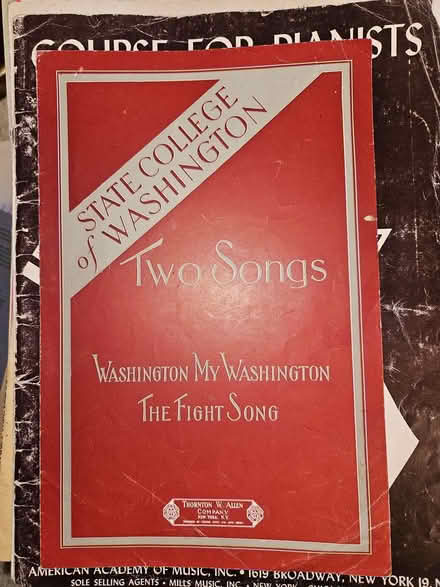 COURSE FOR PIANISTS
STATE COLLEGE
of WASHINGTON
Two Songs
WASHINGTON MY WASHINGTON
THE FIGHT SONG
THORNTON W. ALLEN
COMPANY
NEW YORK, N.Y.
AMERICAN ACADEMY OF MUSIC, INC. • 1619 BROADWAY, NEW YORK 19
SOLE SELLING AGENTS • MILLS MUSIC, INC. • NEW YORK